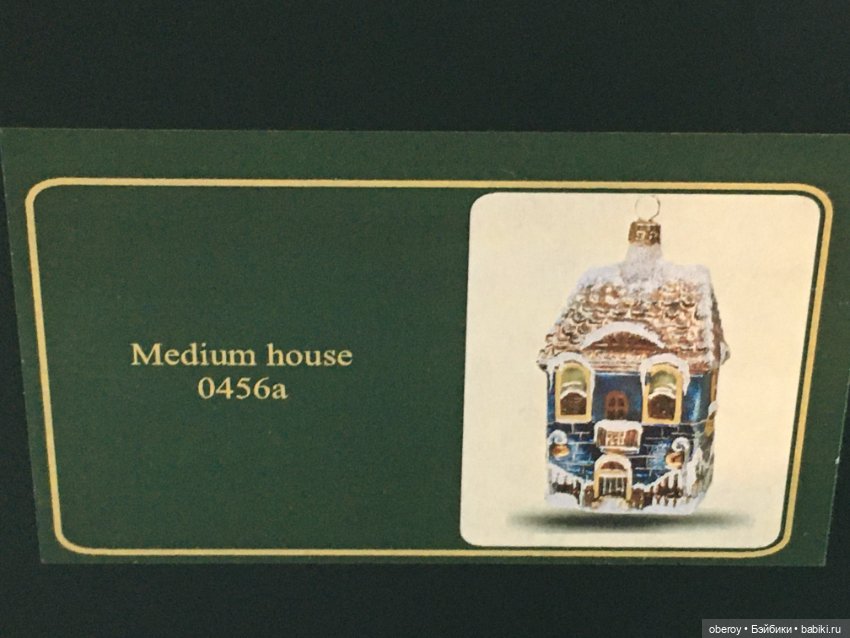 Medium house
0456a
oberoy • Бэйбики • babiki.ru